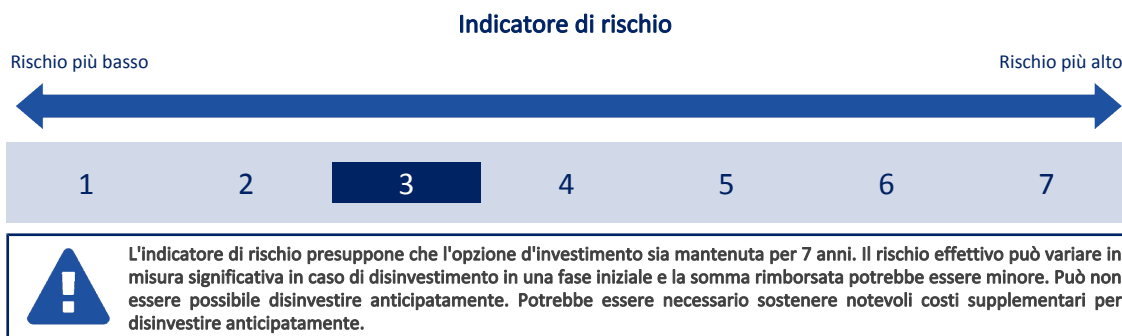 Indicatore di rischio
Rischio più basso Rischio più alto
1 2 3 4 5 6 7
L'indicatore di rischio presuppone che l'opzione d'investimento sia mantenuta per 7 anni. Il rischio effettivo può variare in
misura significativa in caso di disinvestimento in una fase iniziale e la somma rimborsata potrebbe essere minore. Può non
essere possibile disinvestire anticipatamente. Potrebbe essere necessario sostenere notevoli costi supplementari per
disinvestire anticipatamente.